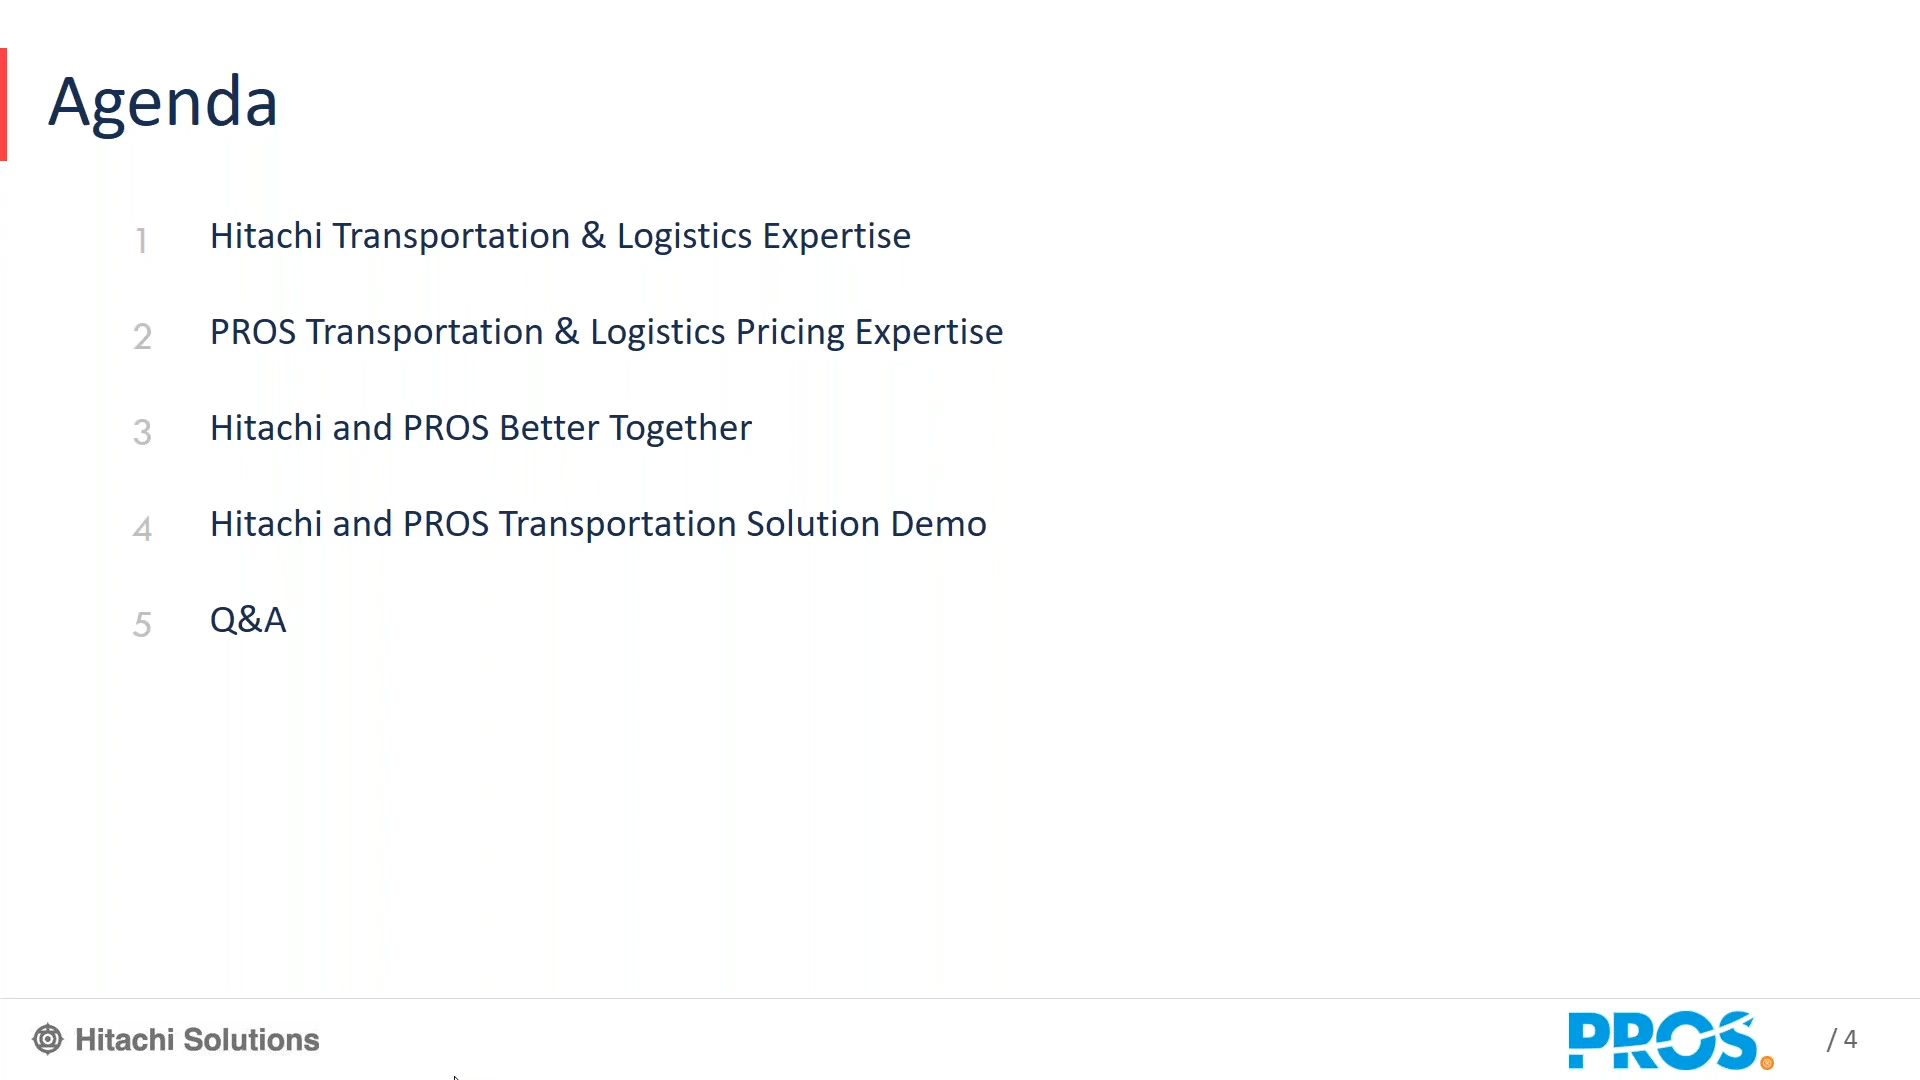 Agenda
1 Hitachi Transportation & Logistics Expertise
2 PROS Transportation & Logistics Pricing Expertise
3 Hitachi and PROS Better Together
4 Hitachi and PROS Transportation Solution Demo
5 Q&A
Hitachi Solutions
PROS
/ 4